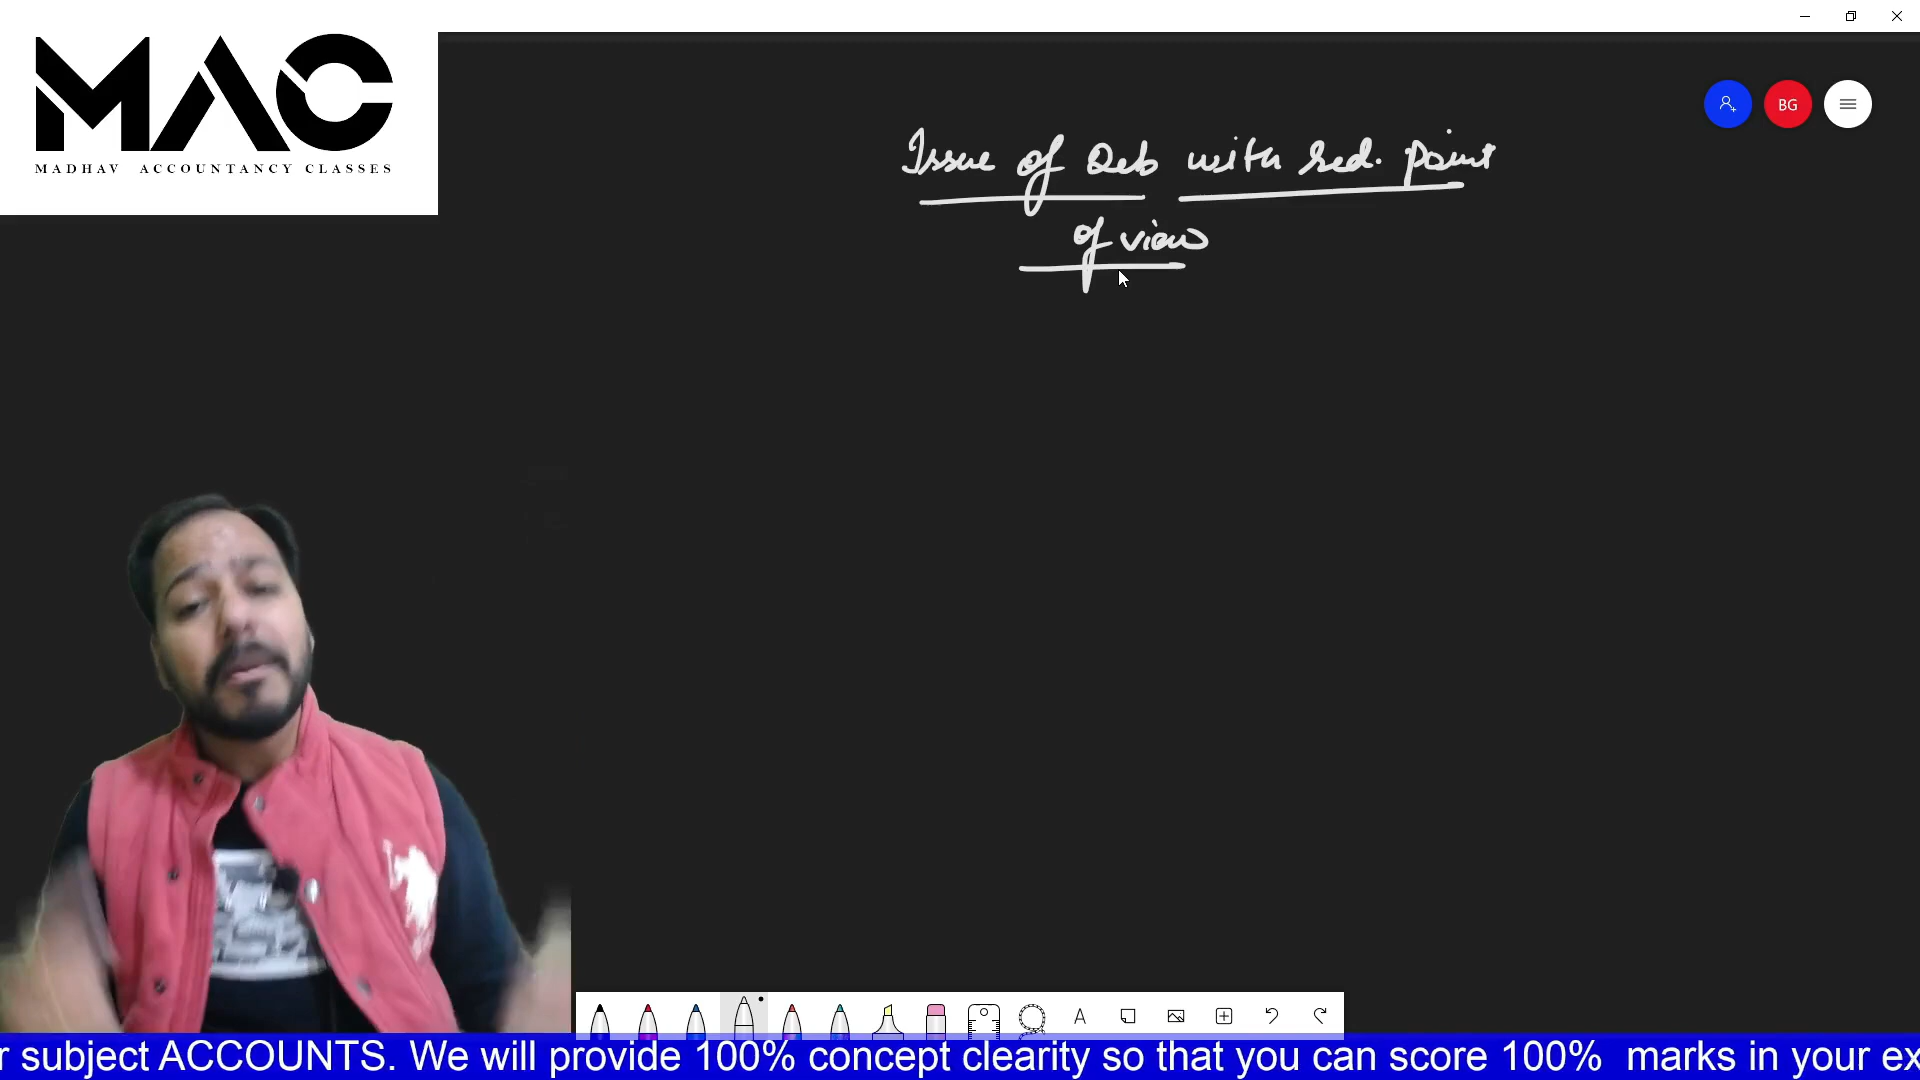 MAC
MADHAV ACCOUNTANCY CLASSES
BG
Issue of Deb with red. point
of view
A
r subject ACCOUNTS. We will provide 100% concept clearity so that you can score 100% marks in your ex